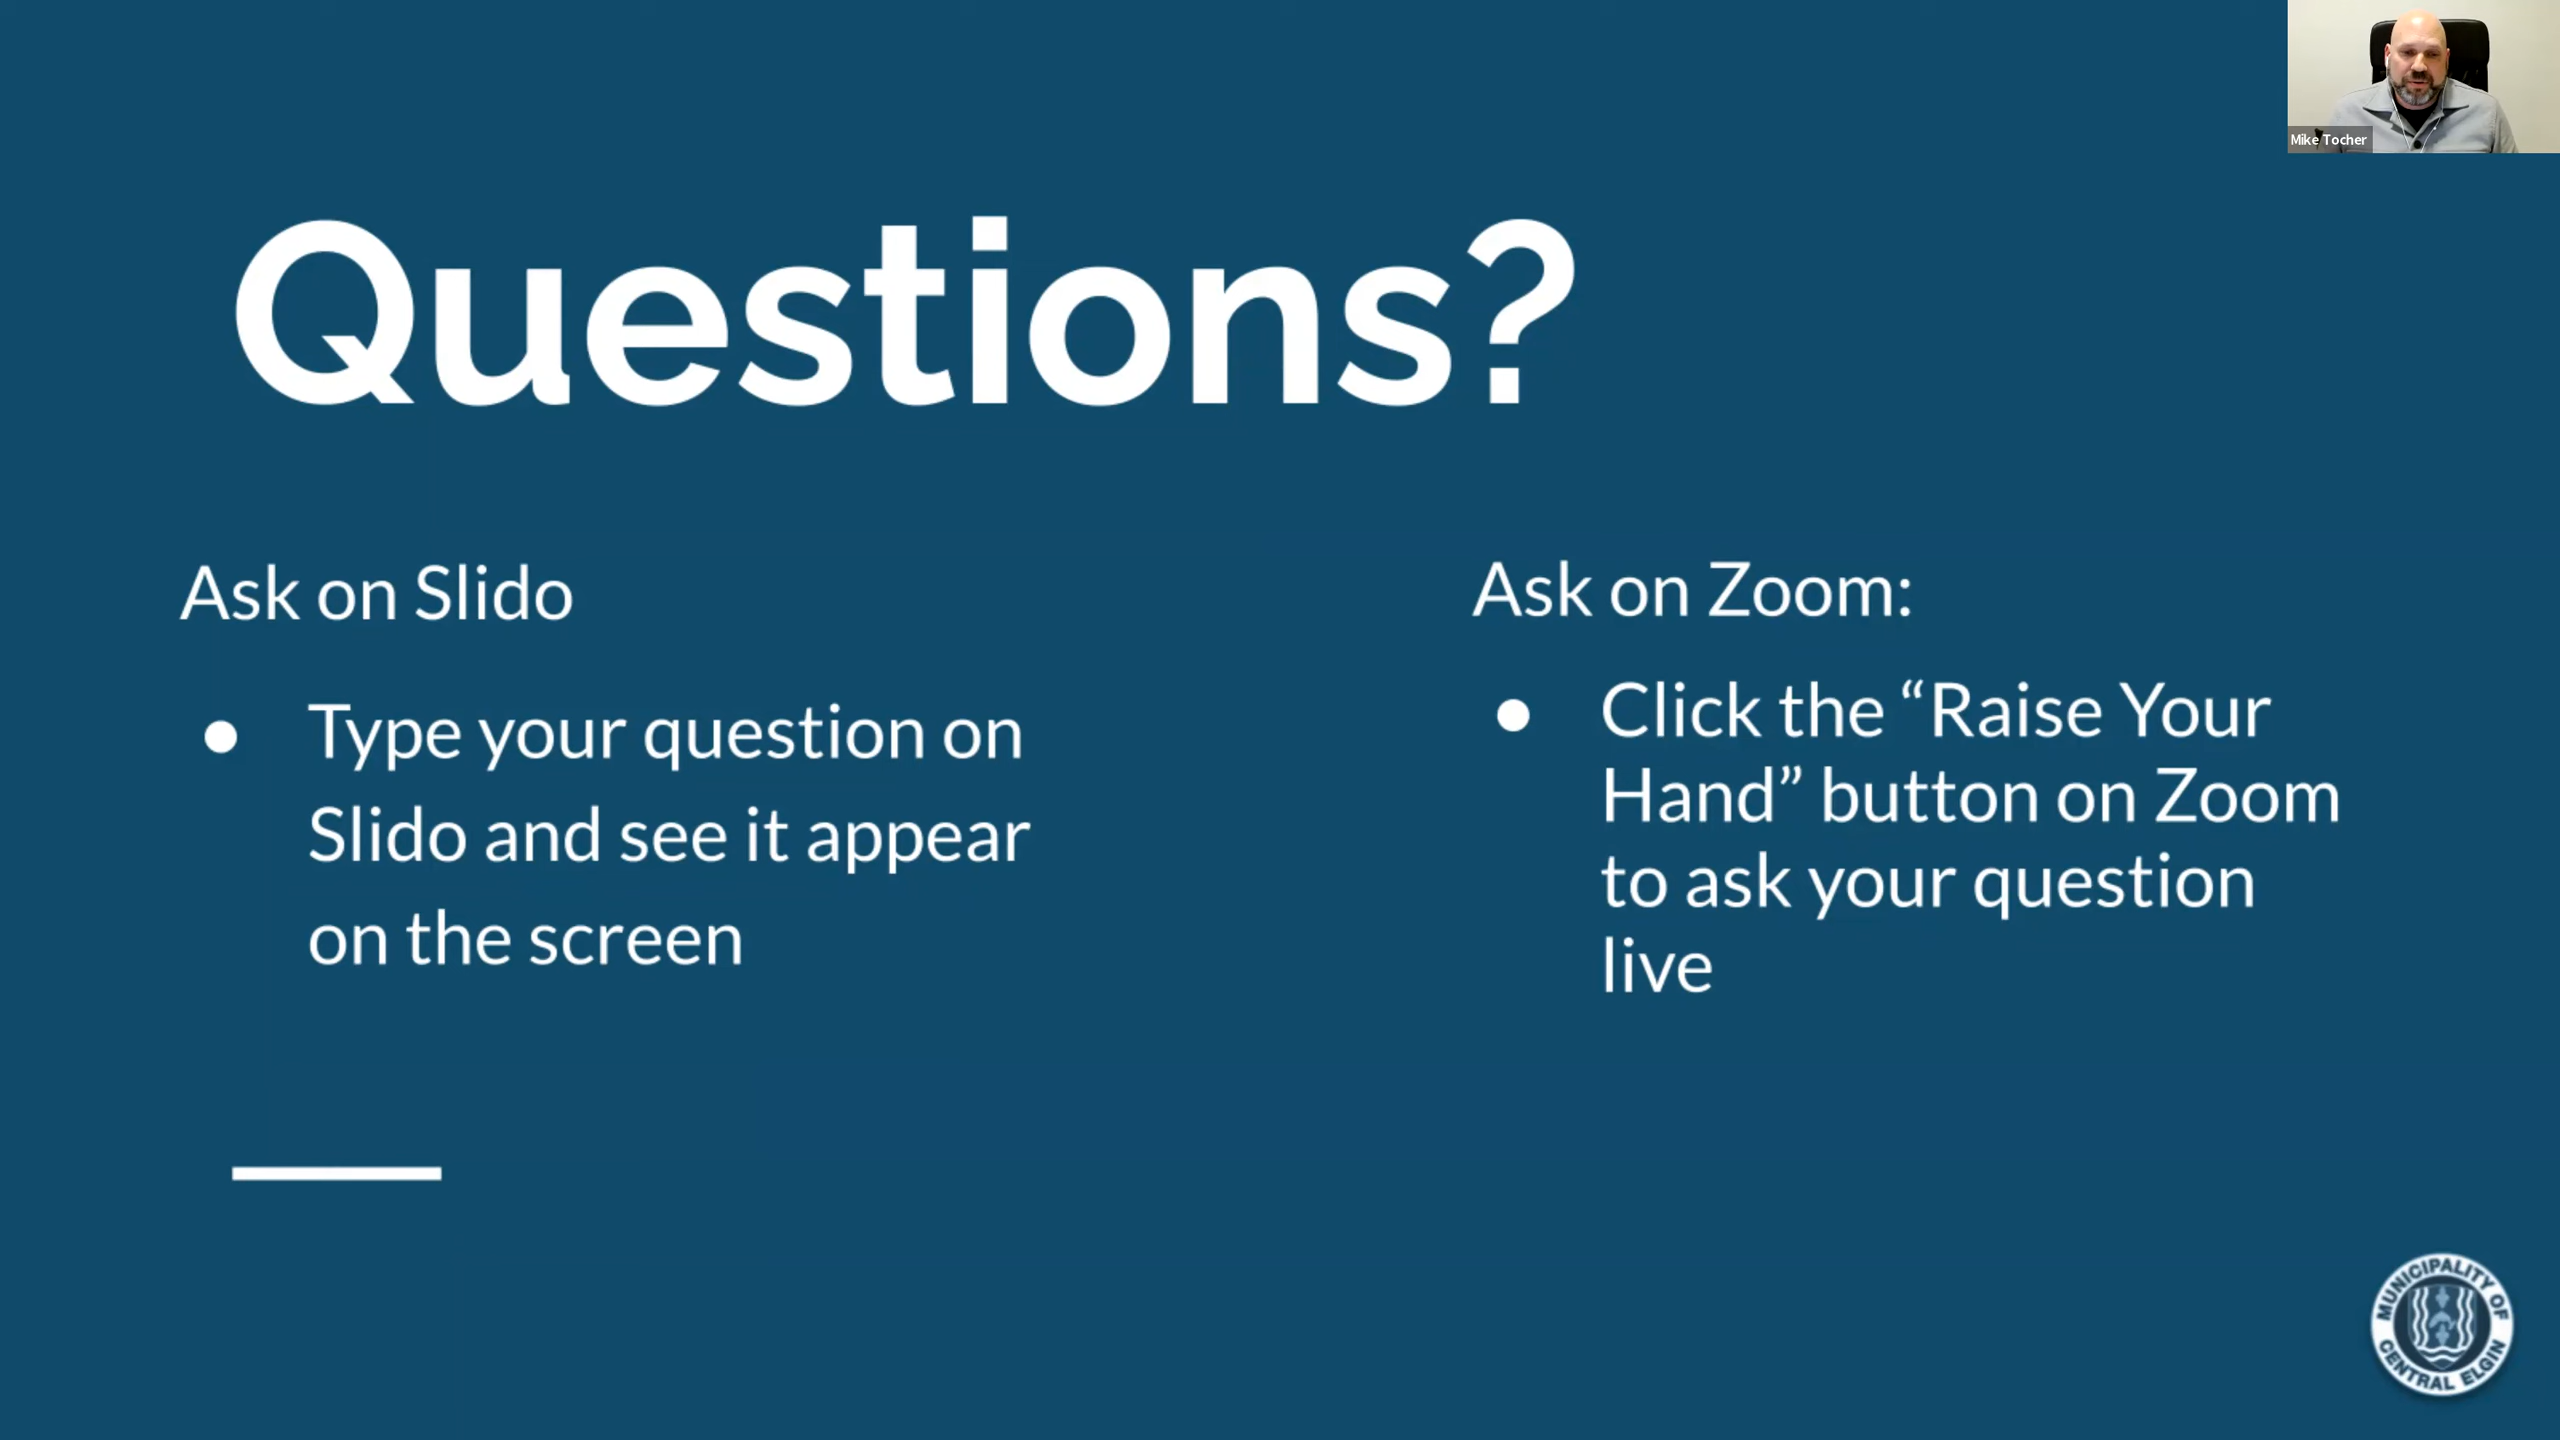 Mike Tocher
Questions?
Ask on Slido
● Type your question on
Slido and see it appear
on the screen
Ask on Zoom:
● Click the “Raise Your
Hand” button on Zoom
to ask your question
live
MUNICIPALITY OF
CENTRAL ELGIN